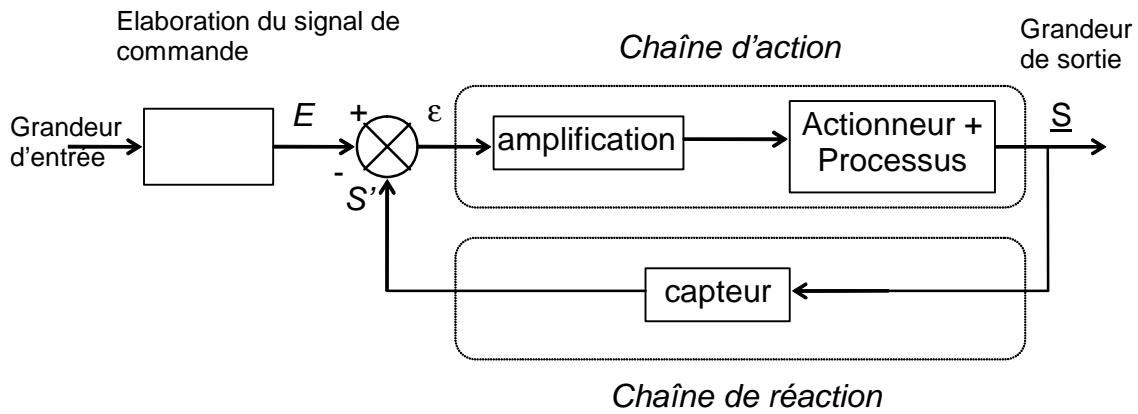 Elaboration du signal de
commande
Chaîne d’action
Grandeur
de sortie
Grandeur
d’entrée
E
+
-
S’
ε
amplification
Actionneur +
Processus
S
capteur
Chaîne de réaction